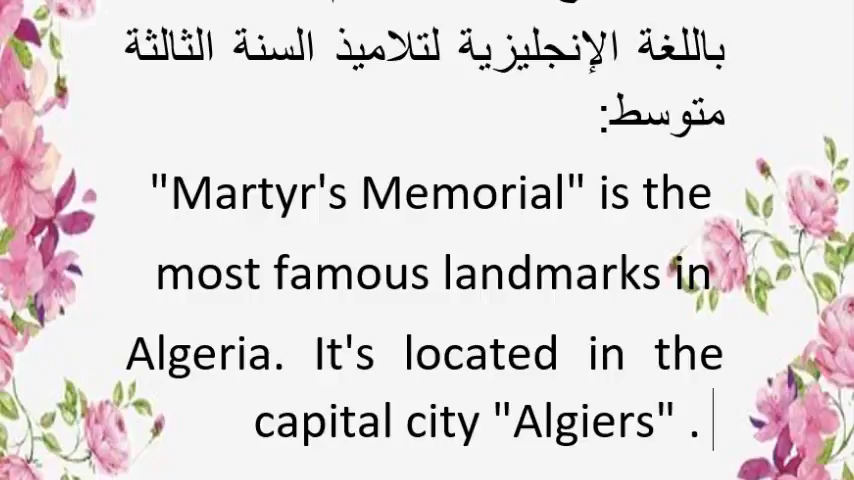 باللغة الإنجليزية لتلاميذ السنة الثالثة
متوسط:
"Martyr's Memorial" is the
most famous landmarks in
Algeria. It's located in the
capital city "Algiers" .